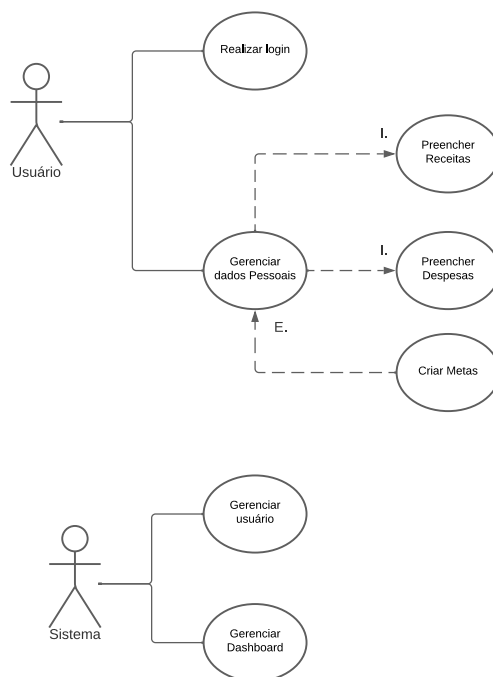 Realizar login
I.
Preencher
Receitas
Usuário
I.
Gerenciar
dados Pessoais
Preencher
Despesas
E.
Criar Metas
Gerenciar
usuário
Sistema
Gerenciar
Dashboard